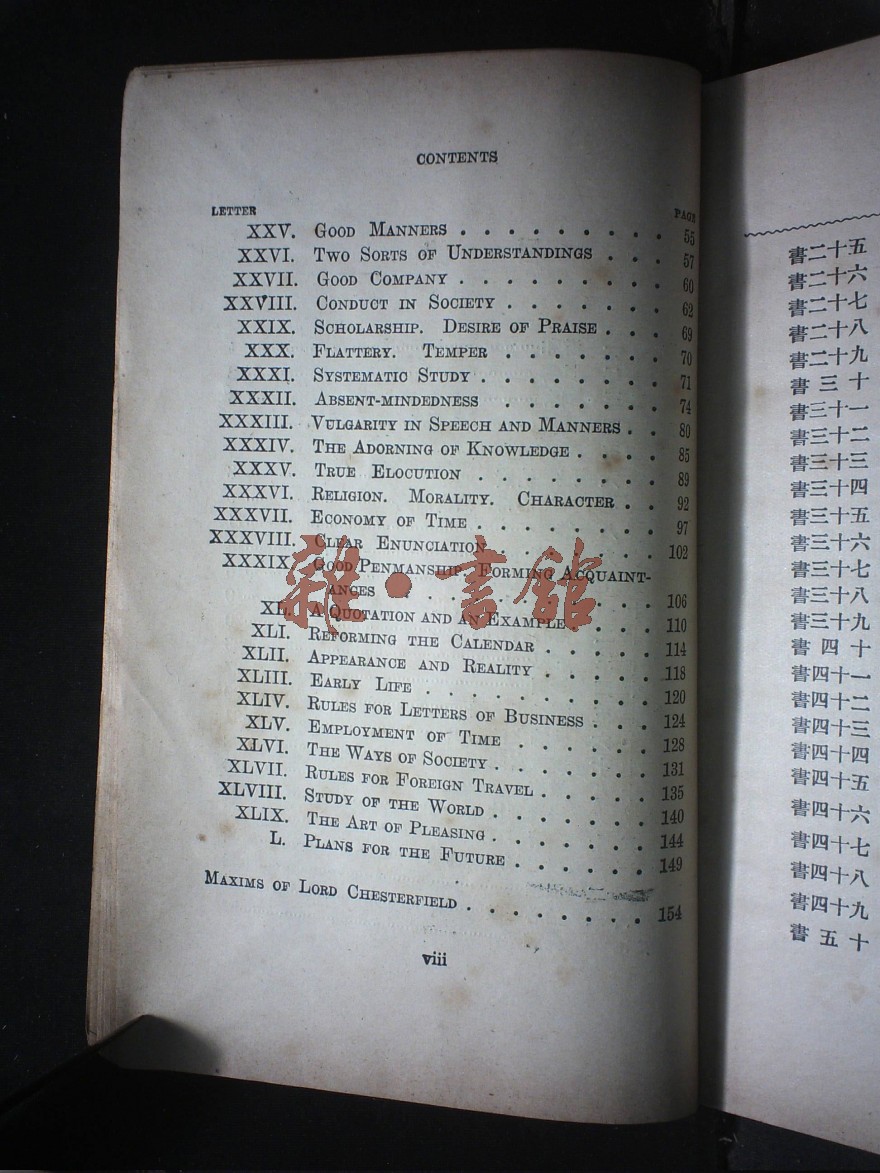 CONTENTS
LETTER PAGE
XXV. GOOD MANNERS . . . . . . . . . 55
XXVI. TWO SORTS OF UNDERSTANDINGS . . . 57
XXVII. GOOD COMPANY . . . . . . . . . 60
XXVIII. CONDUCT IN SOCIETY . . . . . . . 62
XXIX. SCHOLARSHIP. DESIRE OF PRAISE . . . 69
XXX. FLATTERY. TEMPER . . . . . . . 70
XXXI. SYSTEMATIC STUDY . . . . . . . . 71
XXXII. ABSENT-MINDEDNESS . . . . . . . 74
XXXIII. VULGARITY IN SPEECH AND MANNERS . . 80
XXXIV. THE ADORNING OF KNOWLEDGE . . . . 85
XXXV. TRUE ELOCUTION . . . . . . . . 89
XXXVI. RELIGION. MORALITY. CHARACTER . . 92
XXXVII. ECONOMY OF TIME . . . . . . . . 97
XXXVIII. CLEAR ENUNCIATION . . . . . . . 102
XXXIX. GOOD PENMANSHIP. FORMING ACQUAINT-
ANCES . . . . . . . . . . 106
XL. A QUOTATION AND AN EXAMPLE . . . . 110
XLI. REFORMING THE CALENDAR . . . . . 114
XLII. APPEARANCE AND REALITY . . . . . 118
XLIII. EARLY LIFE . . . . . . . . . 120
XLIV. RULES FOR LETTERS OF BUSINESS . . . 124
XLV. EMPLOYMENT OF TIME . . . . . . 128
XLVI. THE WAYS OF SOCIETY . . . . . . 131
XLVII. RULES FOR FOREIGN TRAVEL . . . . . 135
XLVIII. STUDY OF THE WORLD . . . . . . 140
XLIX. THE ART OF PLEASING . . . . . . 144
L. PLANS FOR THE FUTURE . . . . . . 149
MAXIMS OF LORD CHESTERFIELD . . . . . . . 154
viii
雜·書館
書二十五
書二十六
書二十七
書二十八
書二十九
書三十
書三十一
書三十二
書三十三
書三十四
書三十五
書三十六
書三十七
書三十八
書三十九
書四十
書四十一
書四十二
書四十三
書四十四
書四十五
書四十六
書四十七
書四十八
書四十九
書五十